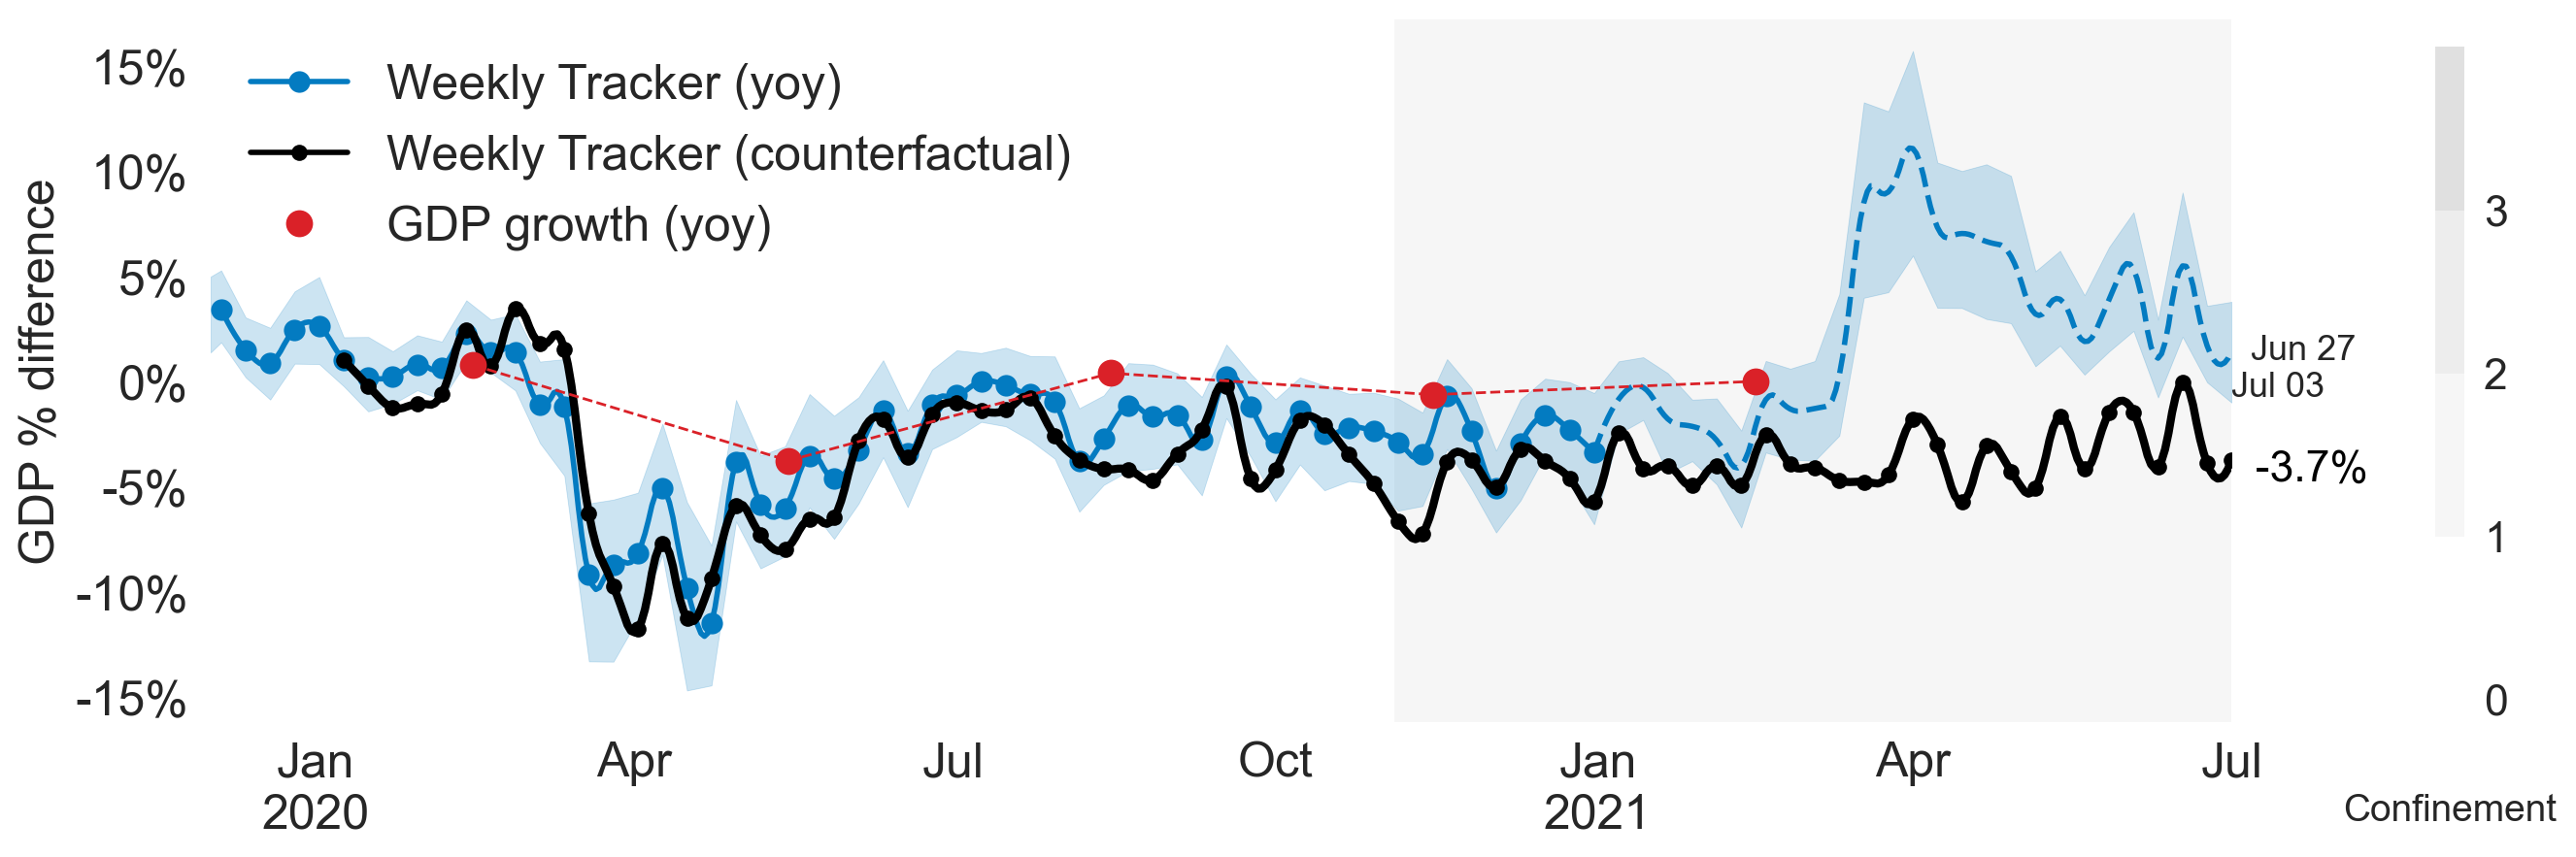 GDP % difference
15%
10%
5%
0%
-5%
-10%
-15%
Weekly Tracker (yoy)
Weekly Tracker (counterfactual)
GDP growth (yoy)
Jun 27
Jul 03
-3.7%
Jan
2020
Apr
Jul
Oct
Jan
2021
Apr
Jul
3
2
1
0
Confinement